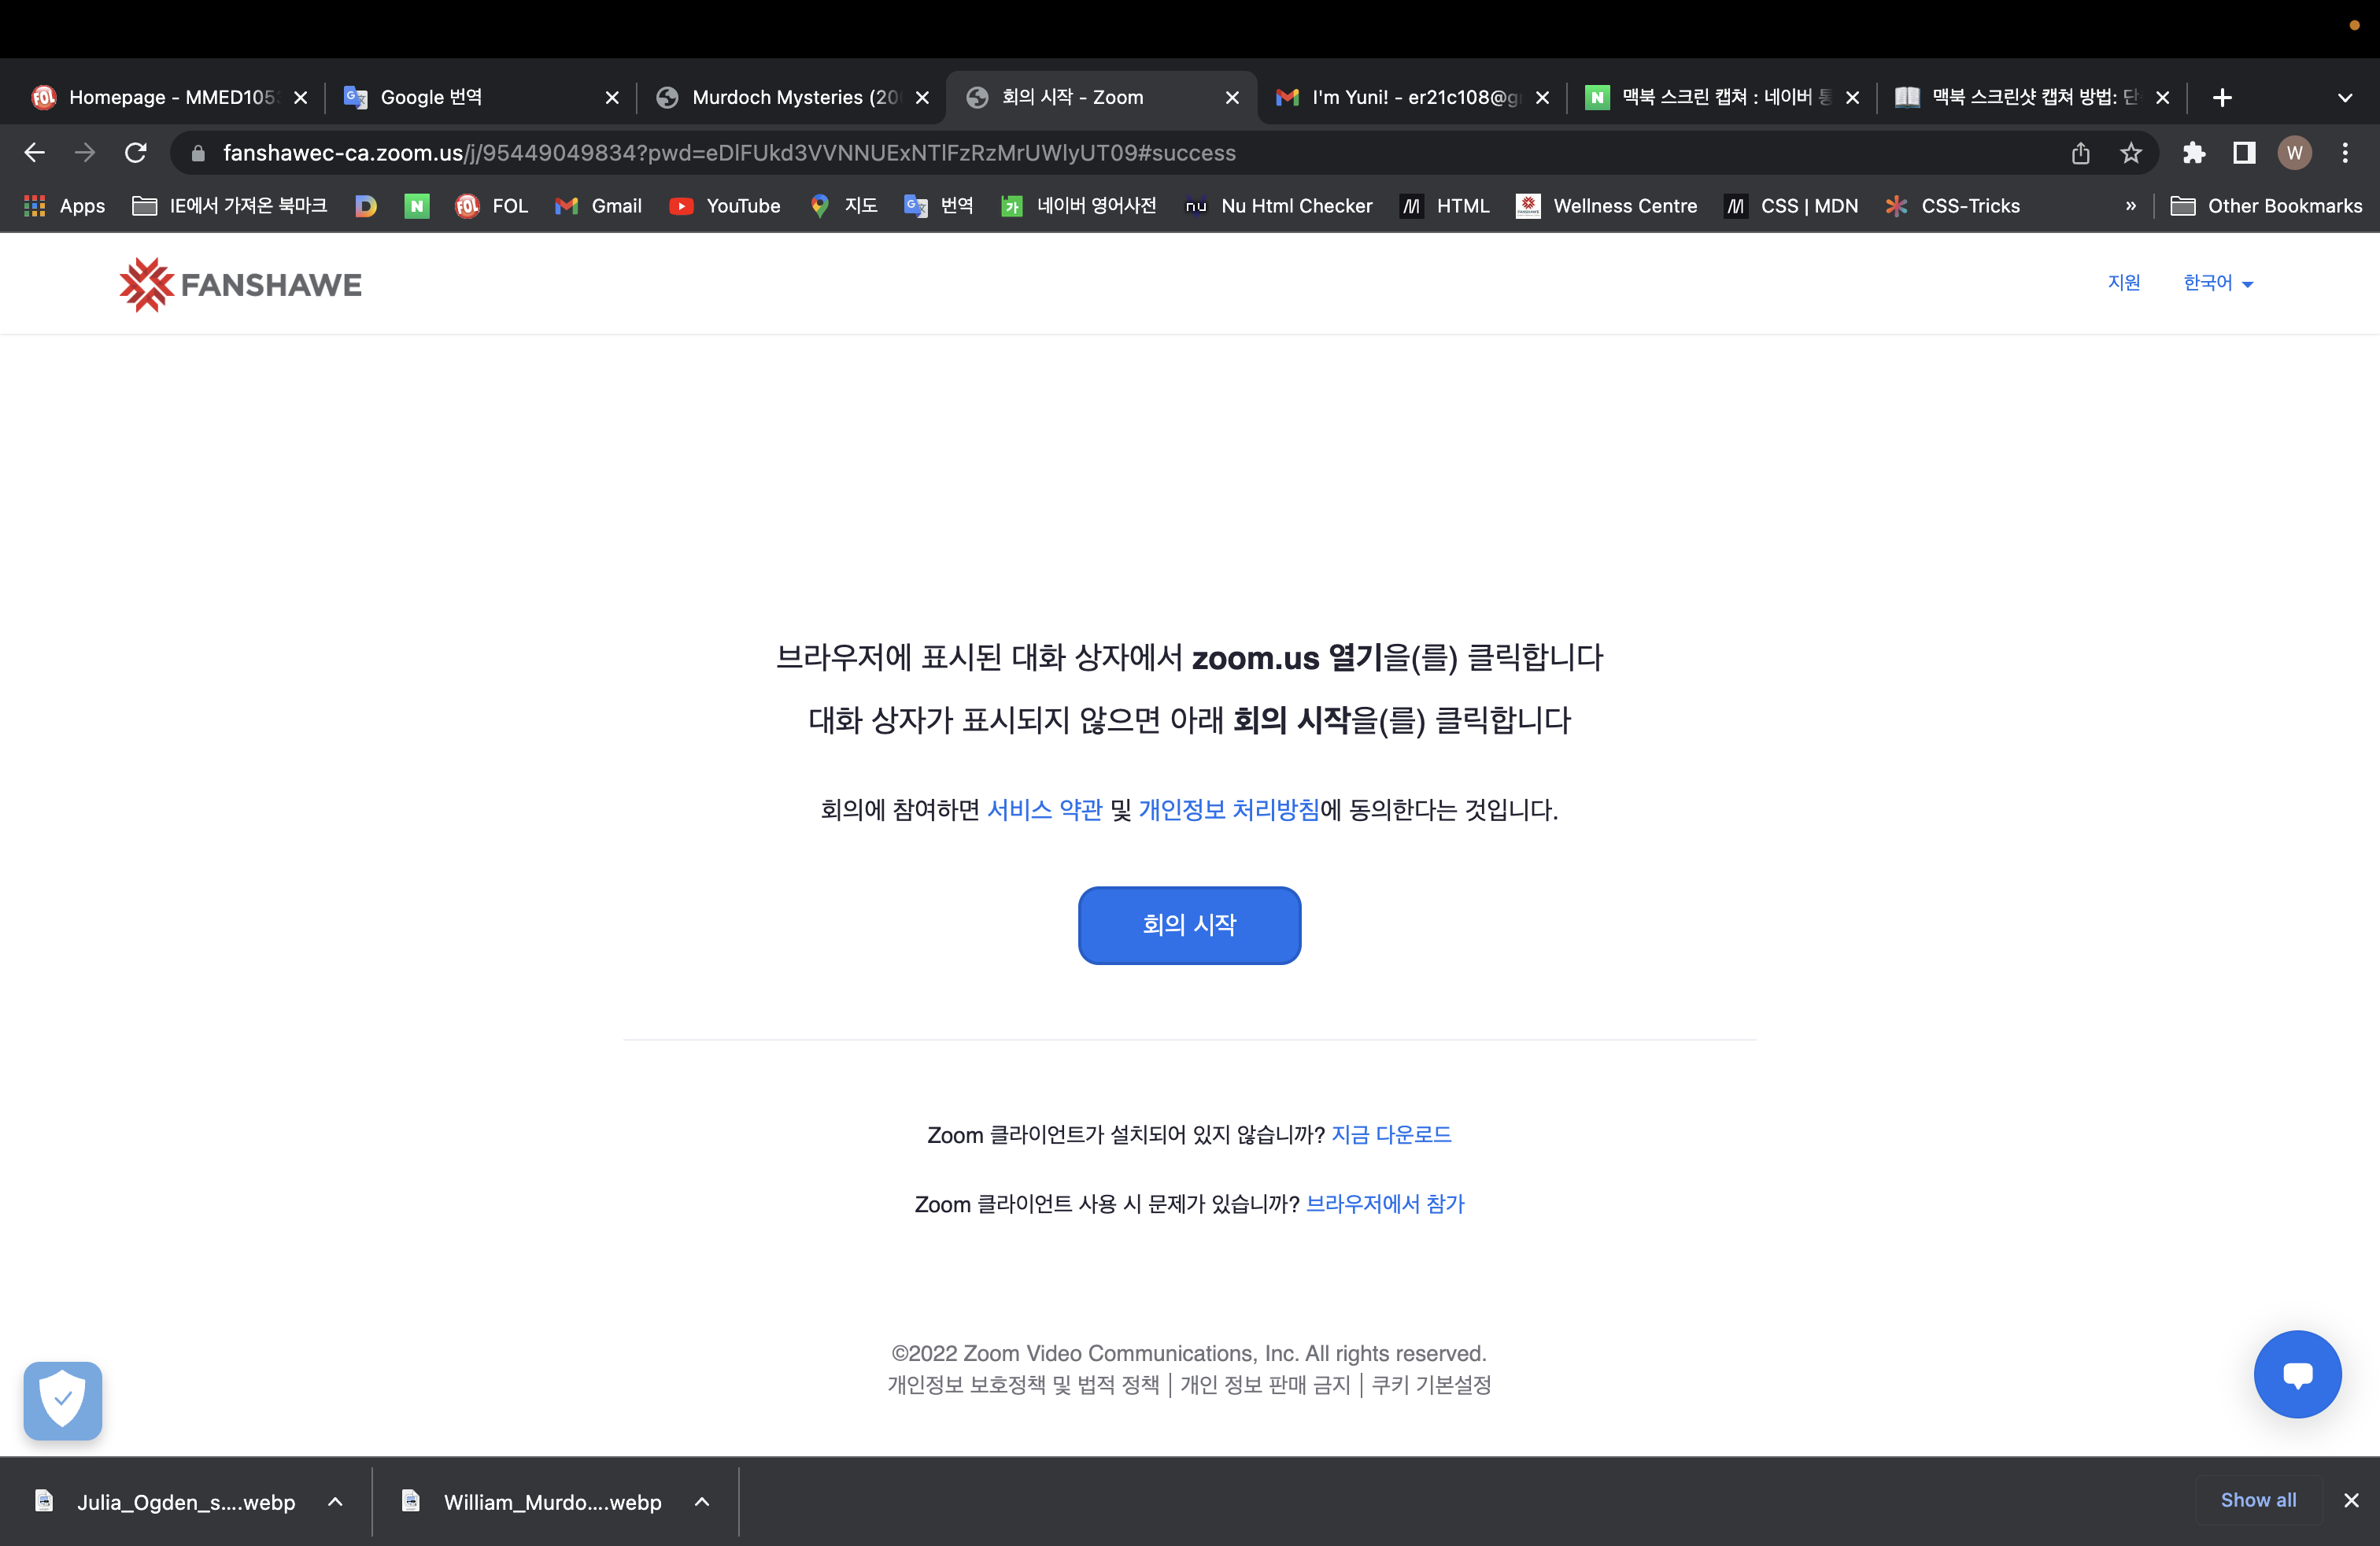 Homepage - MMED105
Google 번역
Murdoch Mysteries (20
회의 시작 - Zoom
I'm Yuni! - er21c108@g
맥북 스크린 캡쳐 : 네이버 통
맥북 스크린샷 캡쳐 방법: 단
fanshawec-ca.zoom.us/j/95449049834?pwd=eDlFUkd3VVNNUExNTlFzRzMrUWlyUT09#success
W
Apps
IE에서 가져온 북마크
FOL
Gmail
YouTube
지도
번역
네이버 영어사전
Nu Html Checker
HTML
Wellness Centre
CSS | MDN
CSS-Tricks
»
Other Bookmarks
FANSHAWE
지원
한국어
브라우저에 표시된 대화 상자에서 zoom.us 열기을(를) 클릭합니다
대화 상자가 표시되지 않으면 아래 회의 시작을(를) 클릭합니다
회의에 참여하면 서비스 약관 및 개인정보 처리방침에 동의한다는 것입니다.
회의 시작
Zoom 클라이언트가 설치되어 있지 않습니까? 지금 다운로드
Zoom 클라이언트 사용 시 문제가 있습니까? 브라우저에서 참가
©2022 Zoom Video Communications, Inc. All rights reserved.
개인정보 보호정책 및 법적 정책 | 개인 정보 판매 금지 | 쿠키 기본설정
Julia_Ogden_s....webp
William_Murdo....webp
Show all